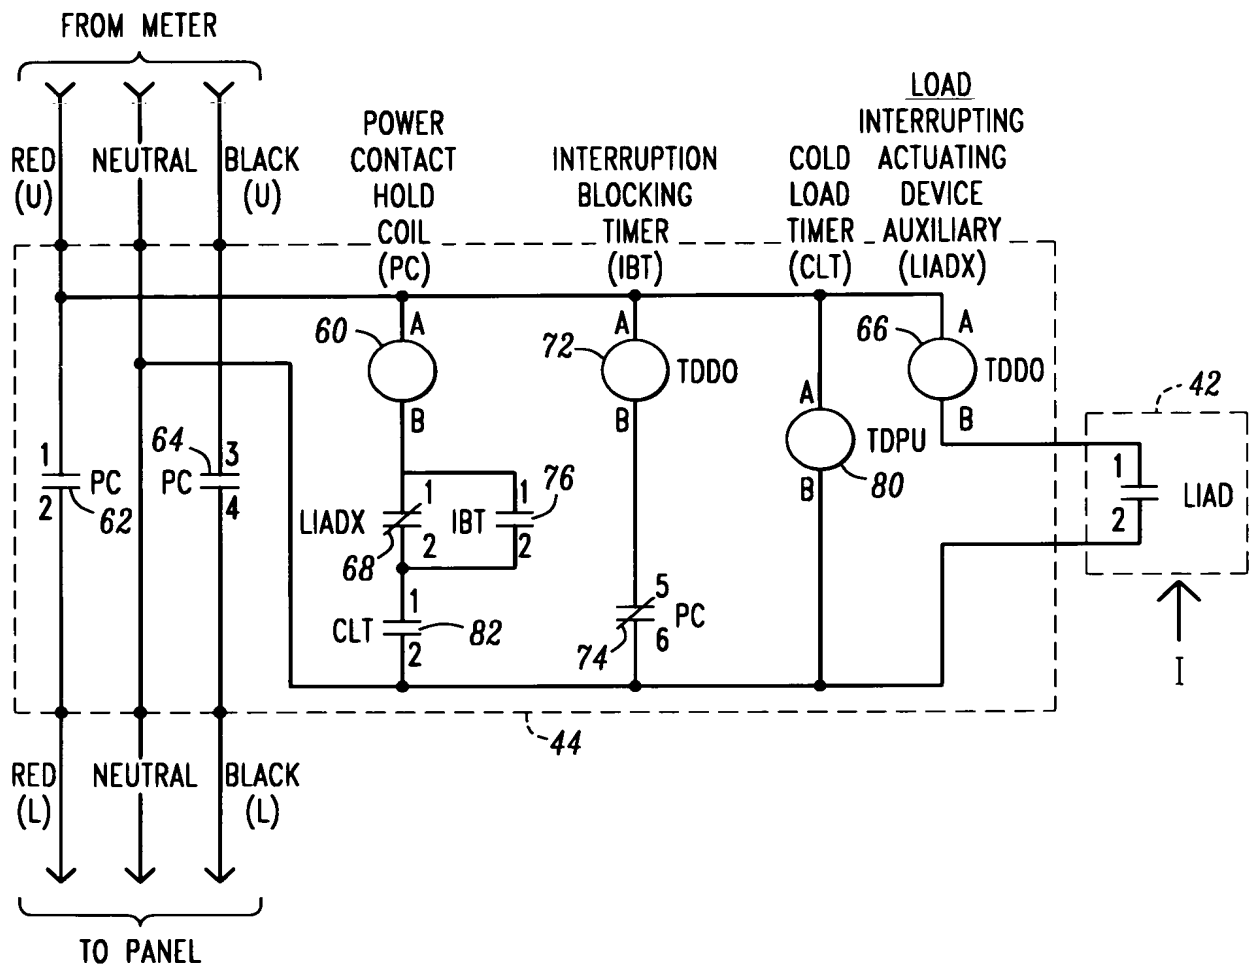 FROM METER
RED (U)
NEUTRAL
BLACK (U)
POWER
CONTACT
HOLD
COIL
(PC)
INTERRUPTION
BLOCKING
TIMER
(IBT)
COLD
LOAD
TIMER
(CLT)
LOAD
INTERRUPTING
ACTUATING
DEVICE
AUXILIARY
(LIADX)
60
A
B
72
A
TDDO
B
A
TDPU
B
80
66
A
TDDO
B
42
1
LIAD
2
I
1
PC
2
62
64
3
PC
4
1
LIADX
2
68
1
76
IBT
2
1
CLT
82
2
5
PC
74
6
44
RED (L)
NEUTRAL
BLACK (L)
TO PANEL